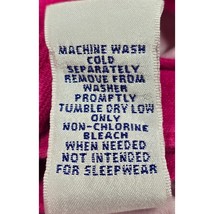 MACHINE WASH
COLD
SEPARATELY
REMOVE FROM
WASHER
PROMPTLY
TUMBLE DRY LOW
ONLY
NON-CHLORINE
BLEACH
WHEN NEEDED
NOT INTENDED
FOR SLEEPWEAR